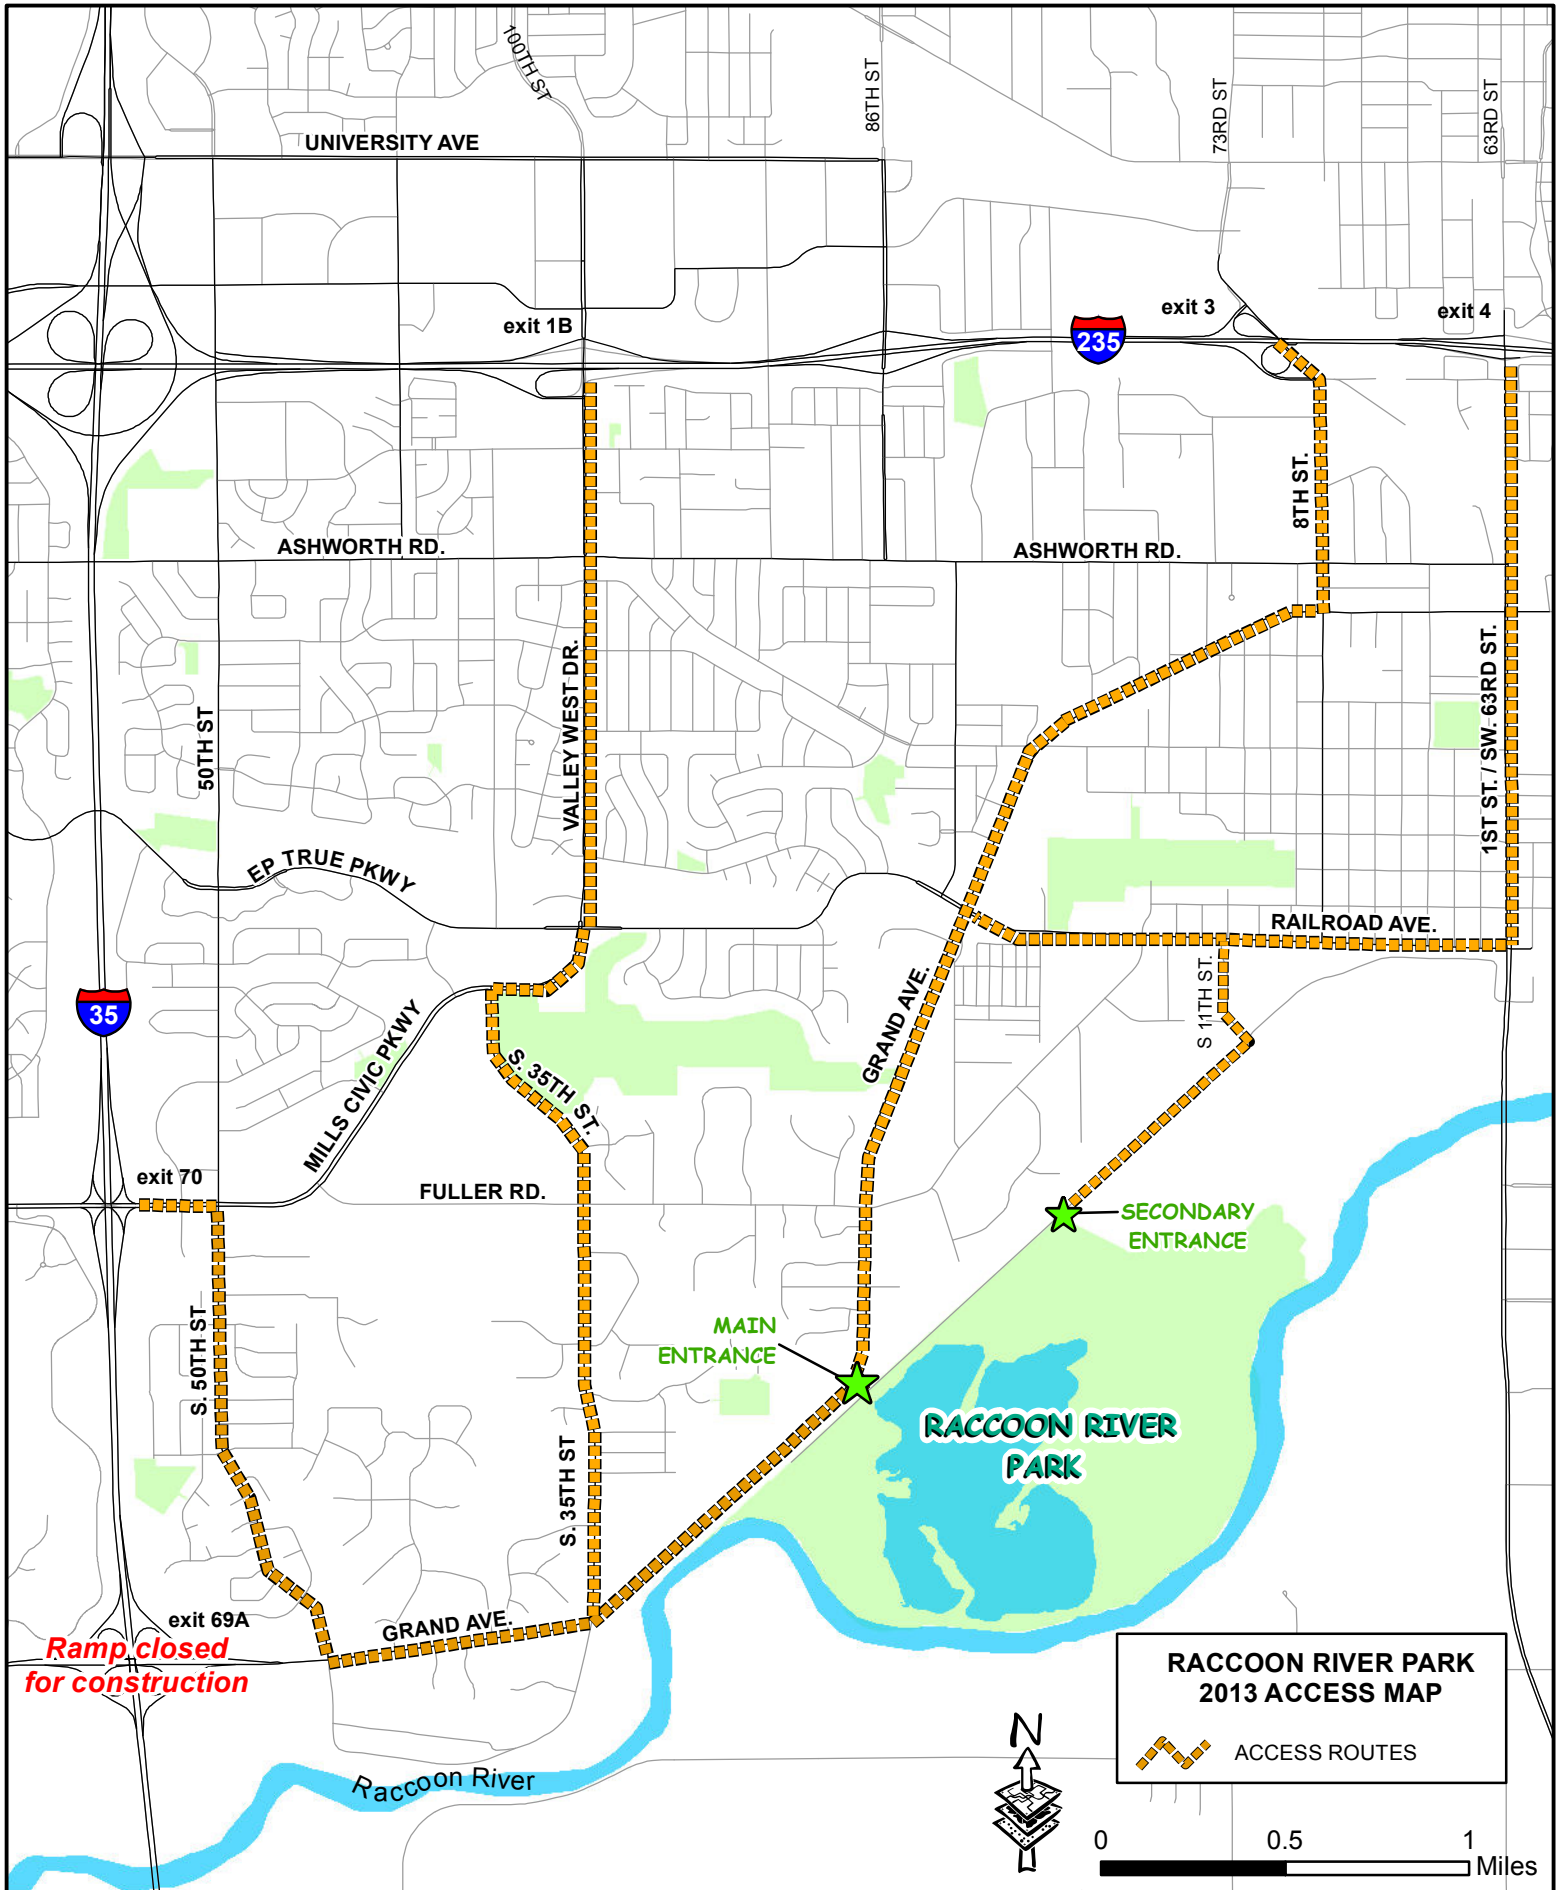 100TH ST
86TH ST
73RD ST
63RD ST
UNIVERSITY AVE
exit 1B
235
exit 3
exit 4
8TH ST.
ASHWORTH RD.
ASHWORTH RD.
VALLEY WEST DR.
50TH ST
1ST ST. / SW. 63RD ST.
EP TRUE PKWY
RAILROAD AVE.
35
MILLS CIVIC PKWY
S. 35TH ST.
GRAND AVE.
S 11TH ST.
exit 70
FULLER RD.
SECONDARY
ENTRANCE
S. 50TH ST
MAIN
ENTRANCE
RACCOON RIVER
PARK
S. 35TH ST
exit 69A
Ramp closed
for construction
GRAND AVE.
Raccoon River
RACCOON RIVER PARK
2013 ACCESS MAP
ACCESS ROUTES
N
0 0.5 1
Miles